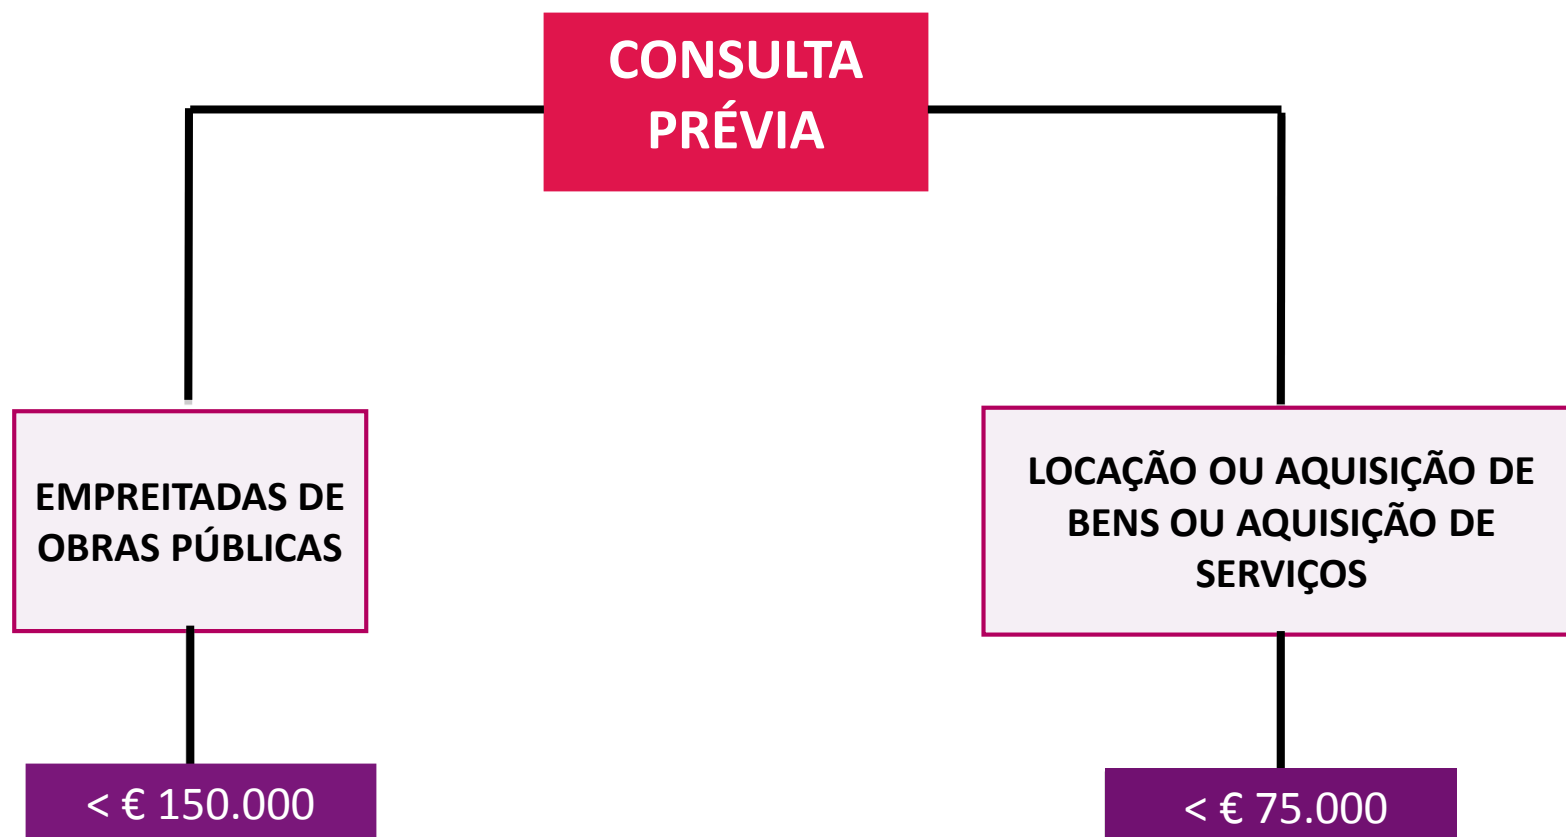 CONSULTA
PRÉVIA
EMPREITADAS DE
OBRAS PÚBLICAS
LOCAÇÃO OU AQUISIÇÃO DE
BENS OU AQUISIÇÃO DE
SERVIÇOS
< € 150.000
< € 75.000